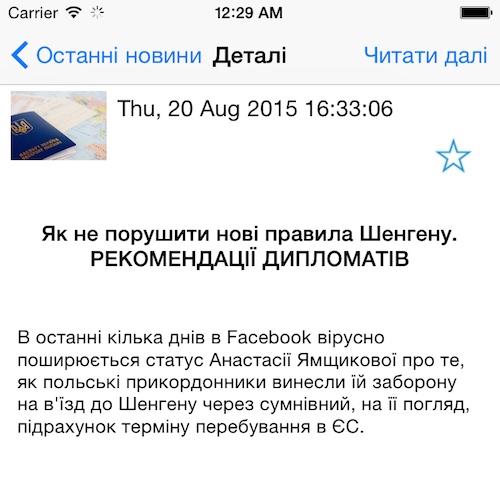 Carrier 12:29 AM
Останні новини Деталі Читати далі
Thu, 20 Aug 2015 16:33:06
Як не порушити нові правила Шенгену.
РЕКОМЕНДАЦІЇ ДИПЛОМАТІВ
В останні кілька днів в Facebook вірусно
поширюється статус Анастасії Ямщикової про те,
як польські прикордонники винесли їй заборону
на в'їзд до Шенгену через сумнівний, на її погляд,
підрахунок терміну перебування в ЄС.